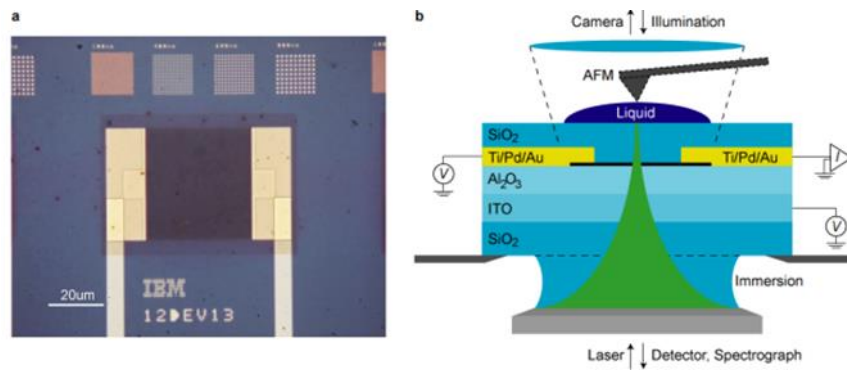 a
20um
IBM
12DEV13
b
Camera
Illumination
AFM
Liquid
SiO₂
Ti/Pd/Au
Ti/Pd/Au
V
I
Al₂O₃
ITO
V
SiO₂
Immersion
Laser
Detector, Spectrograph